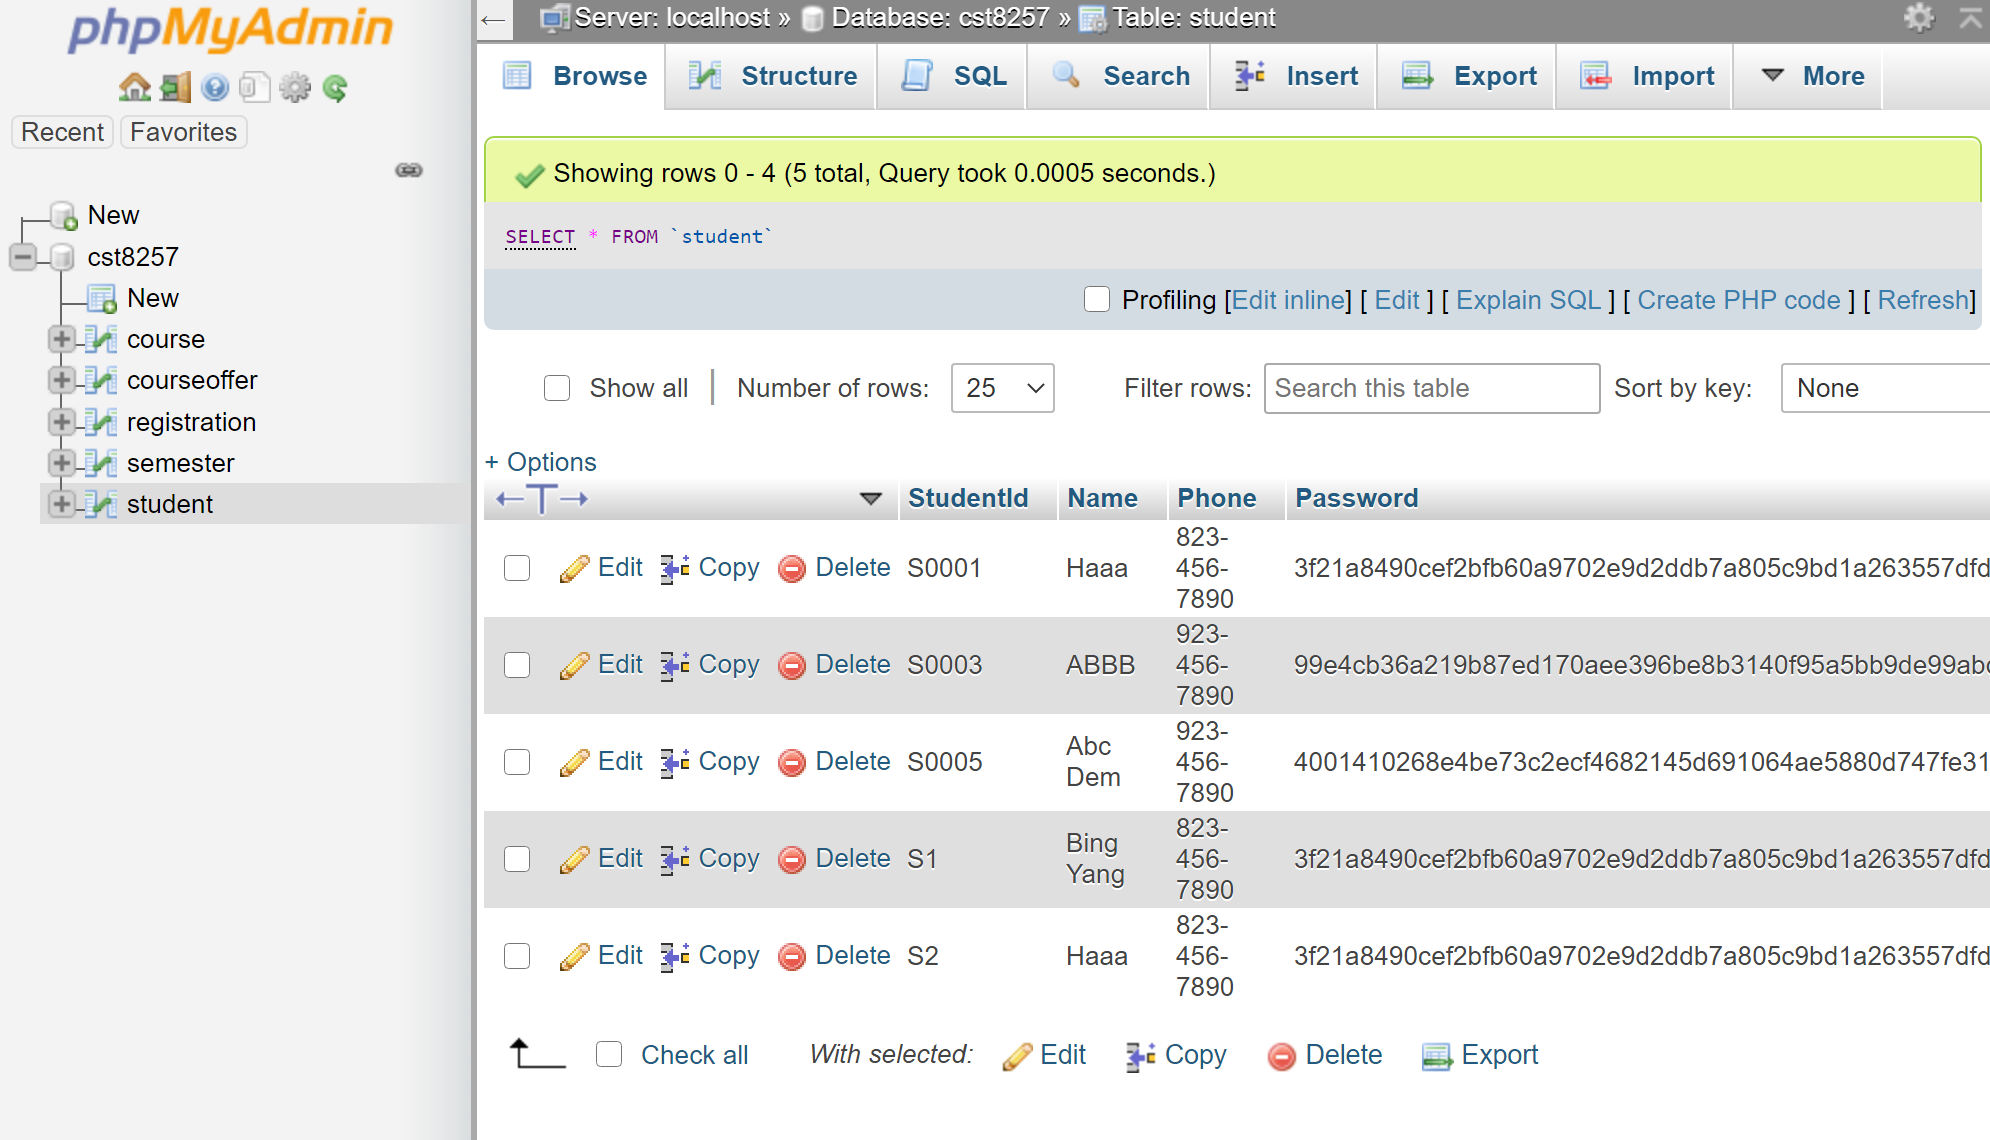 phpMyAdmin
Recent Favorites
New
cst8257
New
course
courseoffer
registration
semester
student
← Server: localhost » Database: cst8257 » Table: student
Browse Structure SQL Search Insert Export Import More
Showing rows 0 - 4 (5 total, Query took 0.0005 seconds.)
SELECT * FROM `student`
Profiling [Edit inline] [ Edit ] [ Explain SQL ] [ Create PHP code ] [ Refresh]
Show all Number of rows: 25 Filter rows: Search this table Sort by key: None
+ Options
←T→ StudentId Name Phone Password
Edit Copy Delete S0001 Haaa 823-
456-
7890 3f21a8490cef2bfb60a9702e9d2ddb7a805c9bd1a263557dfd
Edit Copy Delete S0003 ABBB 923-
456-
7890 99e4cb36a219b87ed170aee396be8b3140f95a5bb9de99abc
Edit Copy Delete S0005 Abc
Dem 923-
456-
7890 4001410268e4be73c2ecf4682145d691064ae5880d747fe31
Edit Copy Delete S1 Bing
Yang 823-
456-
7890 3f21a8490cef2bfb60a9702e9d2ddb7a805c9bd1a263557dfd
Edit Copy Delete S2 Haaa 823-
456-
7890 3f21a8490cef2bfb60a9702e9d2ddb7a805c9bd1a263557dfd
Check all With selected: Edit Copy Delete Export